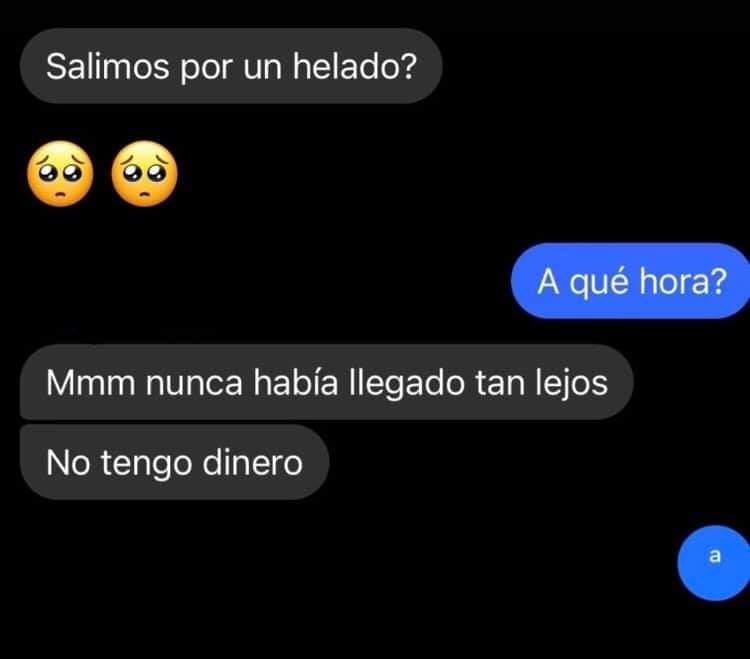 Salimos por un helado?
🥺 🥺
A qué hora?
Mmm nunca había llegado tan lejos
No tengo dinero
a